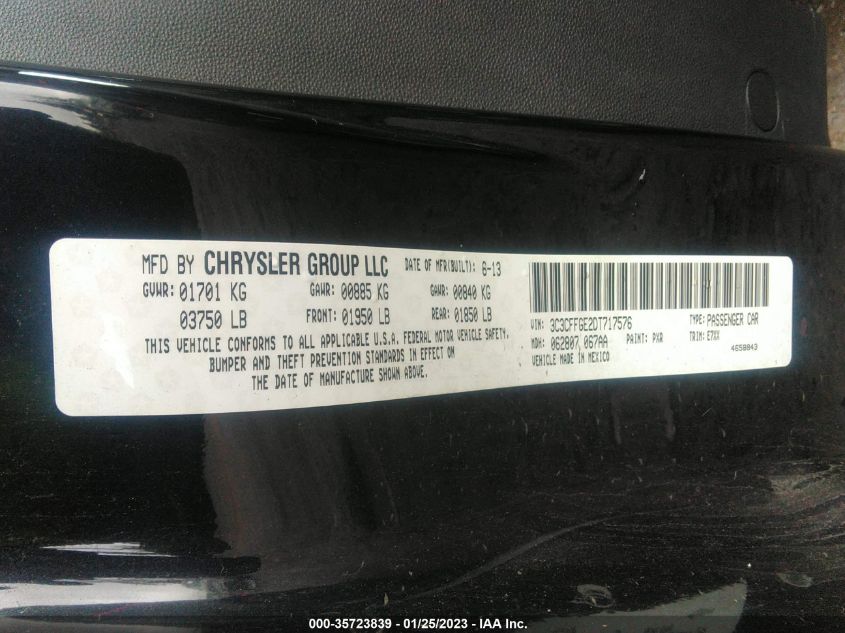 MFD BY CHRYSLER GROUP LLC DATE OF MFR(BUILT): 6-13
GVWR: 01701 KG GAWR: 00885 KG GAWR: 00840 KG
03750 LB FRONT: 01950 LB REAR: 01850 LB
THIS VEHICLE CONFORMS TO ALL APPLICABLE U.S.A. FEDERAL MOTOR VEHICLE SAFETY,
BUMPER AND THEFT PREVENTION STANDARDS IN EFFECT ON
THE DATE OF MANUFACTURE SHOWN ABOVE.
VIN: 3C3CFFGE2DT717576 TYPE: PASSENGER CAR
MDH: 062807 067AA PAINT: PXR TRIM: E7XX
VEHICLE MADE IN MEXICO 4658843
000-35723839 - 01/25/2023 - IAA Inc.